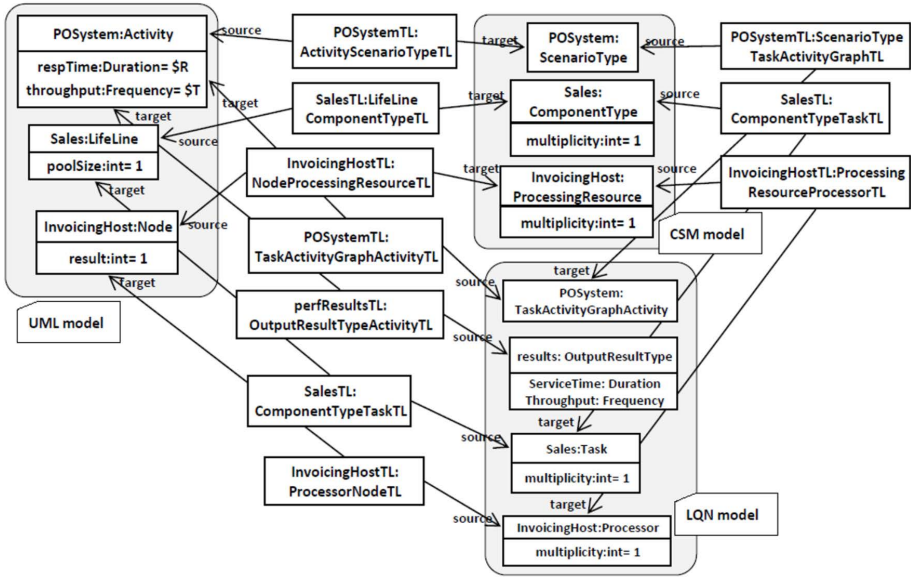 POSystem:Activity
respTime:Duration= $R
throughput:Frequency= $T
target
Sales:LifeLine
poolSize:int= 1
target
InvoicingHost:Node
result:int= 1
target
UML model
source
POSystemTL:
ActivityScenarioTypeTL
target
target
SalesTL:LifeLine
ComponentTypeTL
target
source
InvoicingHostTL:
NodeProcessingResourceTL
target
source
POSystemTL:
TaskActivityGraphActivityTL
source
perfResultsTL:
OutputResultTypeActivityTL
source
SalesTL:
ComponentTypeTaskTL
source
InvoicingHostTL:
ProcessorNodeTL
source
POSystem:
ScenarioType
source
Sales:
ComponentType
multiplicity:int= 1
source
InvoicingHost:
ProcessingResource
multiplicity:int= 1
source
CSM model
POSystemTL:ScenarioType
TaskActivityGraphTL
SalesTL:
ComponentTypeTaskTL
InvoicingHostTL:Processing
ResourceProcessorTL
target
POSystem:
TaskActivityGraphActivity
results: OutputResultType
ServiceTime: Duration
Throughput: Frequency
target
Sales:Task
multiplicity:int= 1
target
InvoicingHost:Processor
multiplicity:int= 1
LQN model